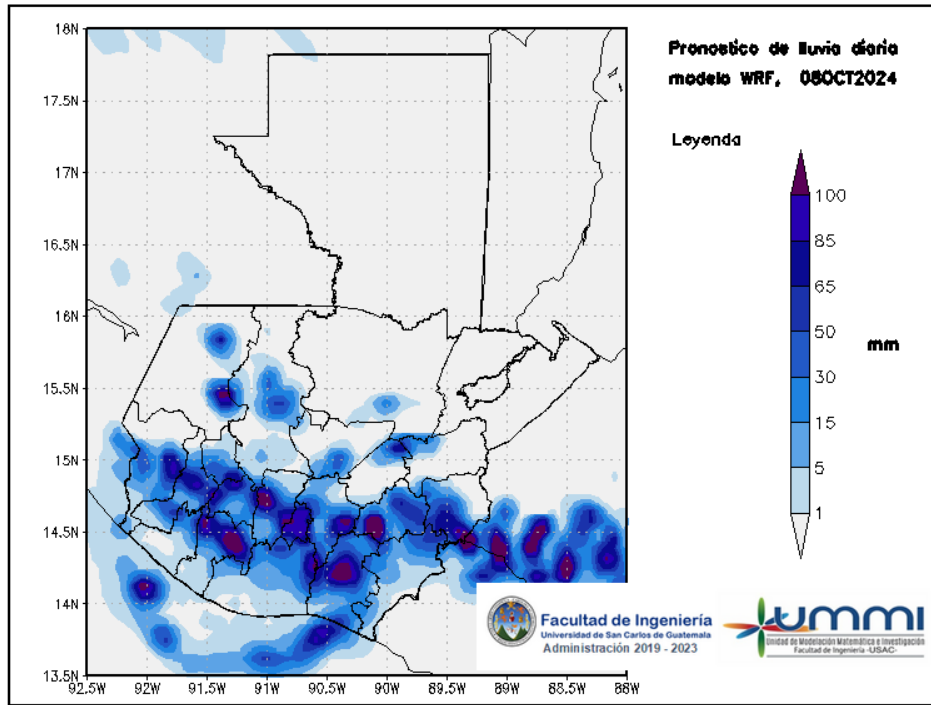 Pronostico de lluvia diaria
modelo WRF, 08OCT2024
Leyenda
100
85
65
50
30
15
5
1
mm
18N
17.5N
17N
16.5N
16N
15.5N
15N
14.5N
14N
13.5N
92.5W
92W
91.5W
91W
90.5W
90W
89.5W
89W
88.5W
88W
Facultad de Ingeniería
Universidad de San Carlos de Guatemala
Administración 2019 - 2023
UMMI
Unidad de Modelación Matemática e Investigación
Facultad de Ingeniería -USAC-